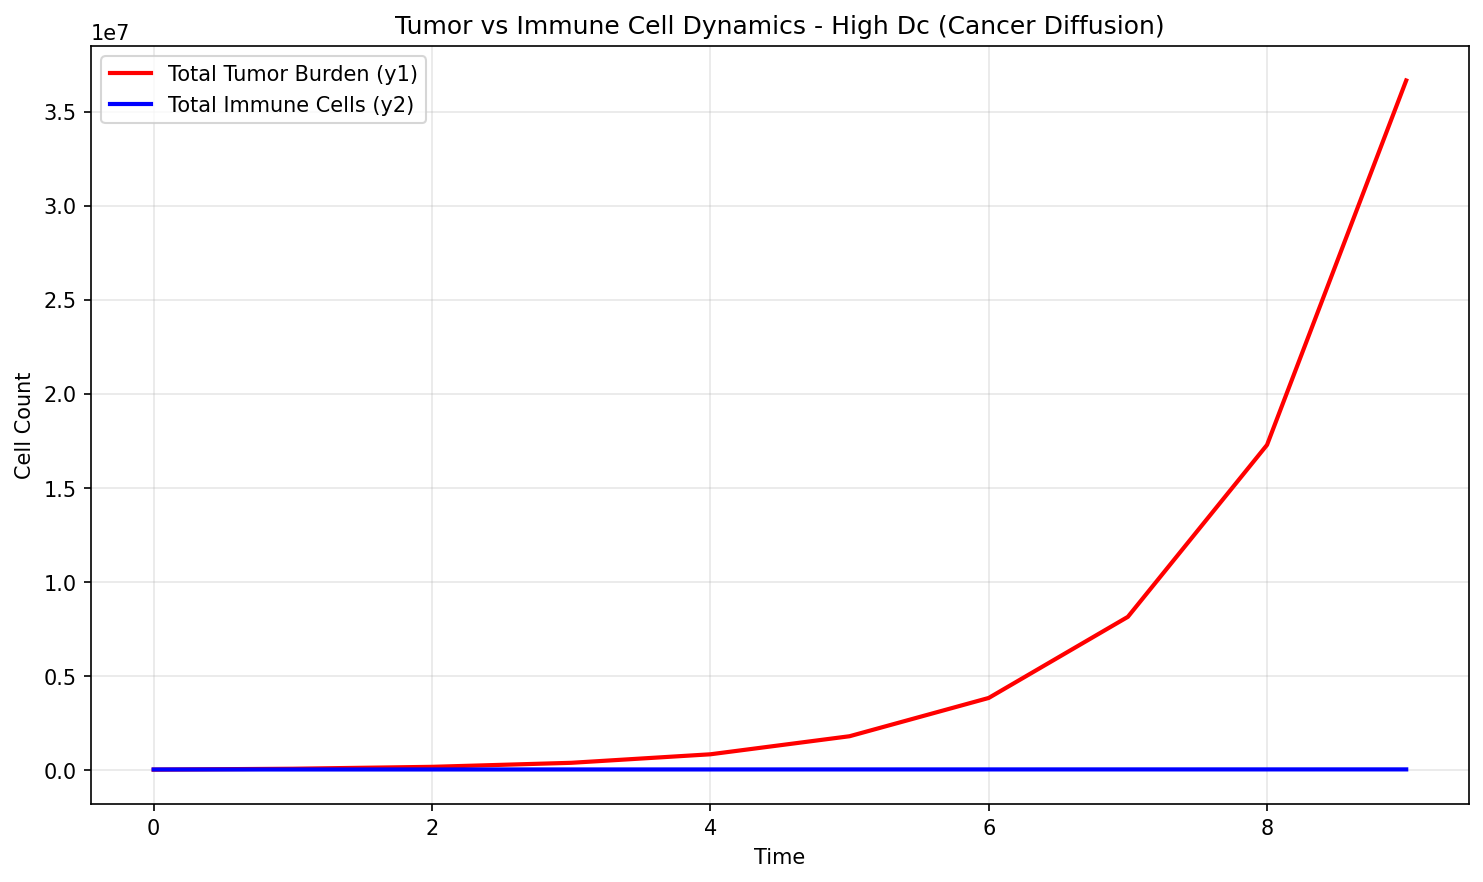 Tumor vs Immune Cell Dynamics - High Dc (Cancer Diffusion)
1e7
Total Tumor Burden (y1)
Total Immune Cells (y2)
3.5
3.0
2.5
2.0
1.5
1.0
0.5
0.0
Cell Count
0 2 4 6 8
Time